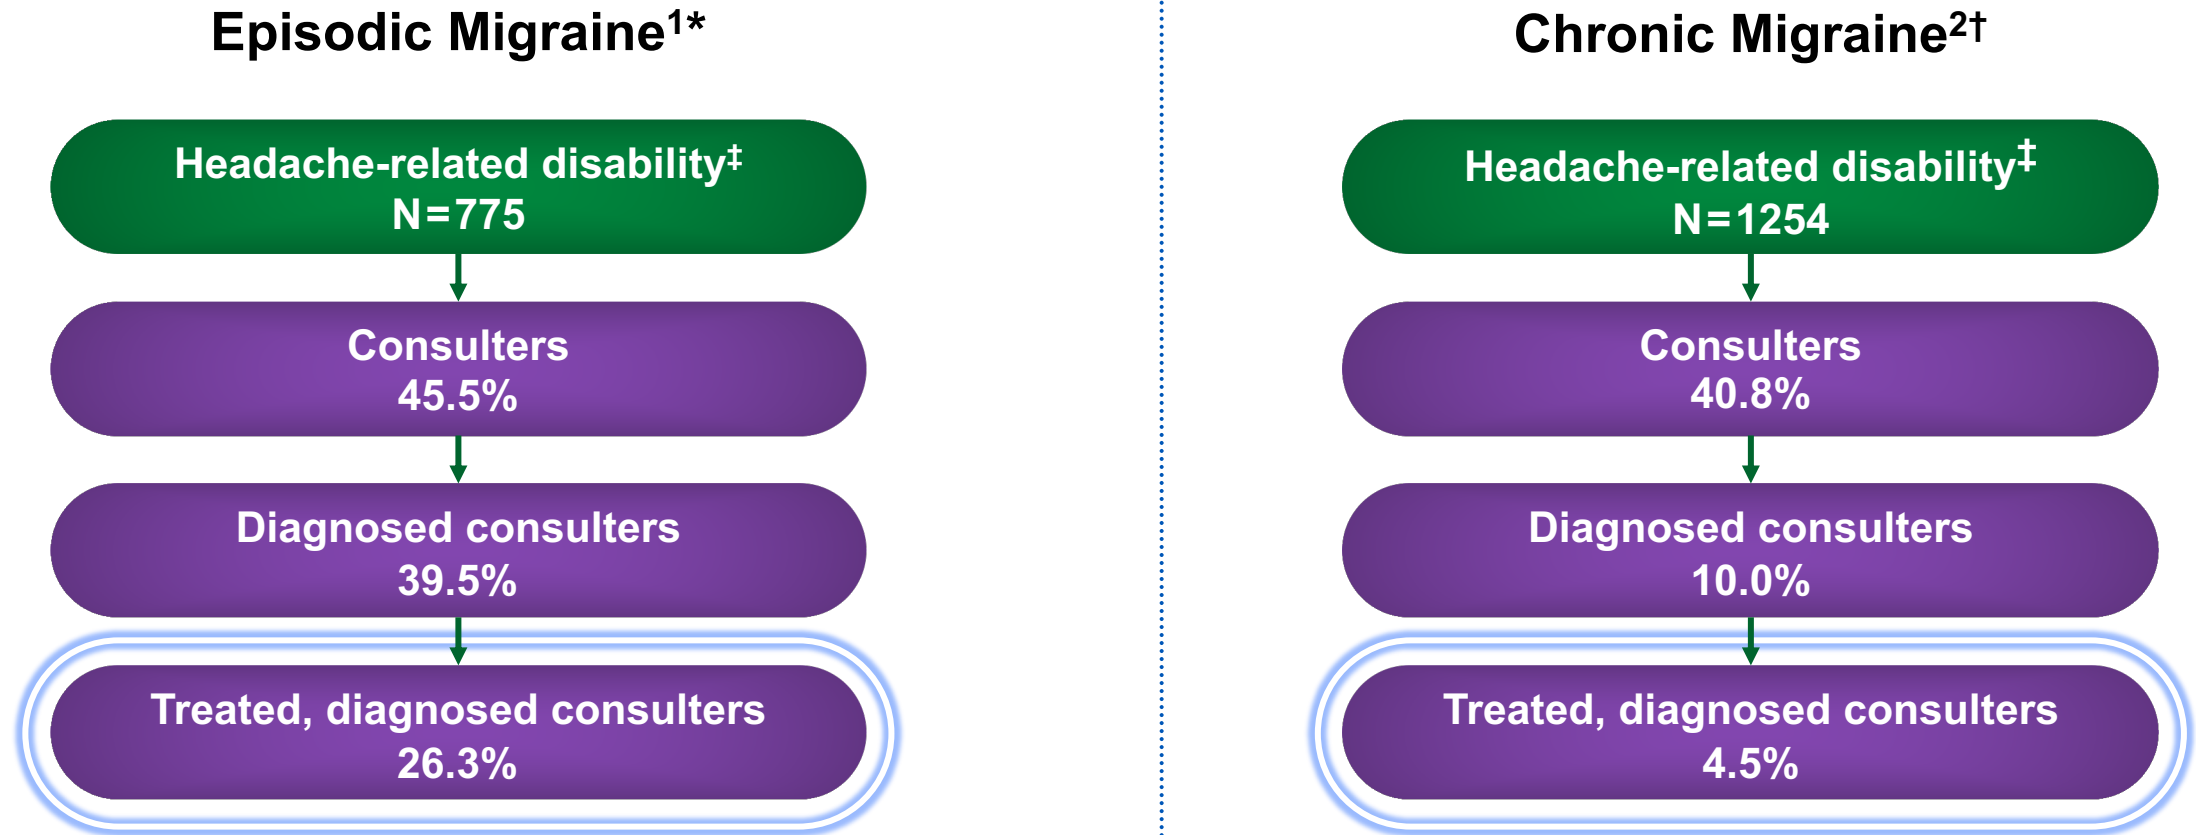 Episodic Migraine¹*
Headache-related disability‡
N=775
Consulters
45.5%
Diagnosed consulters
39.5%
Treated, diagnosed consulters
26.3%
Chronic Migraine²†
Headache-related disability‡
N=1254
Consulters
40.8%
Diagnosed consulters
10.0%
Treated, diagnosed consulters
4.5%